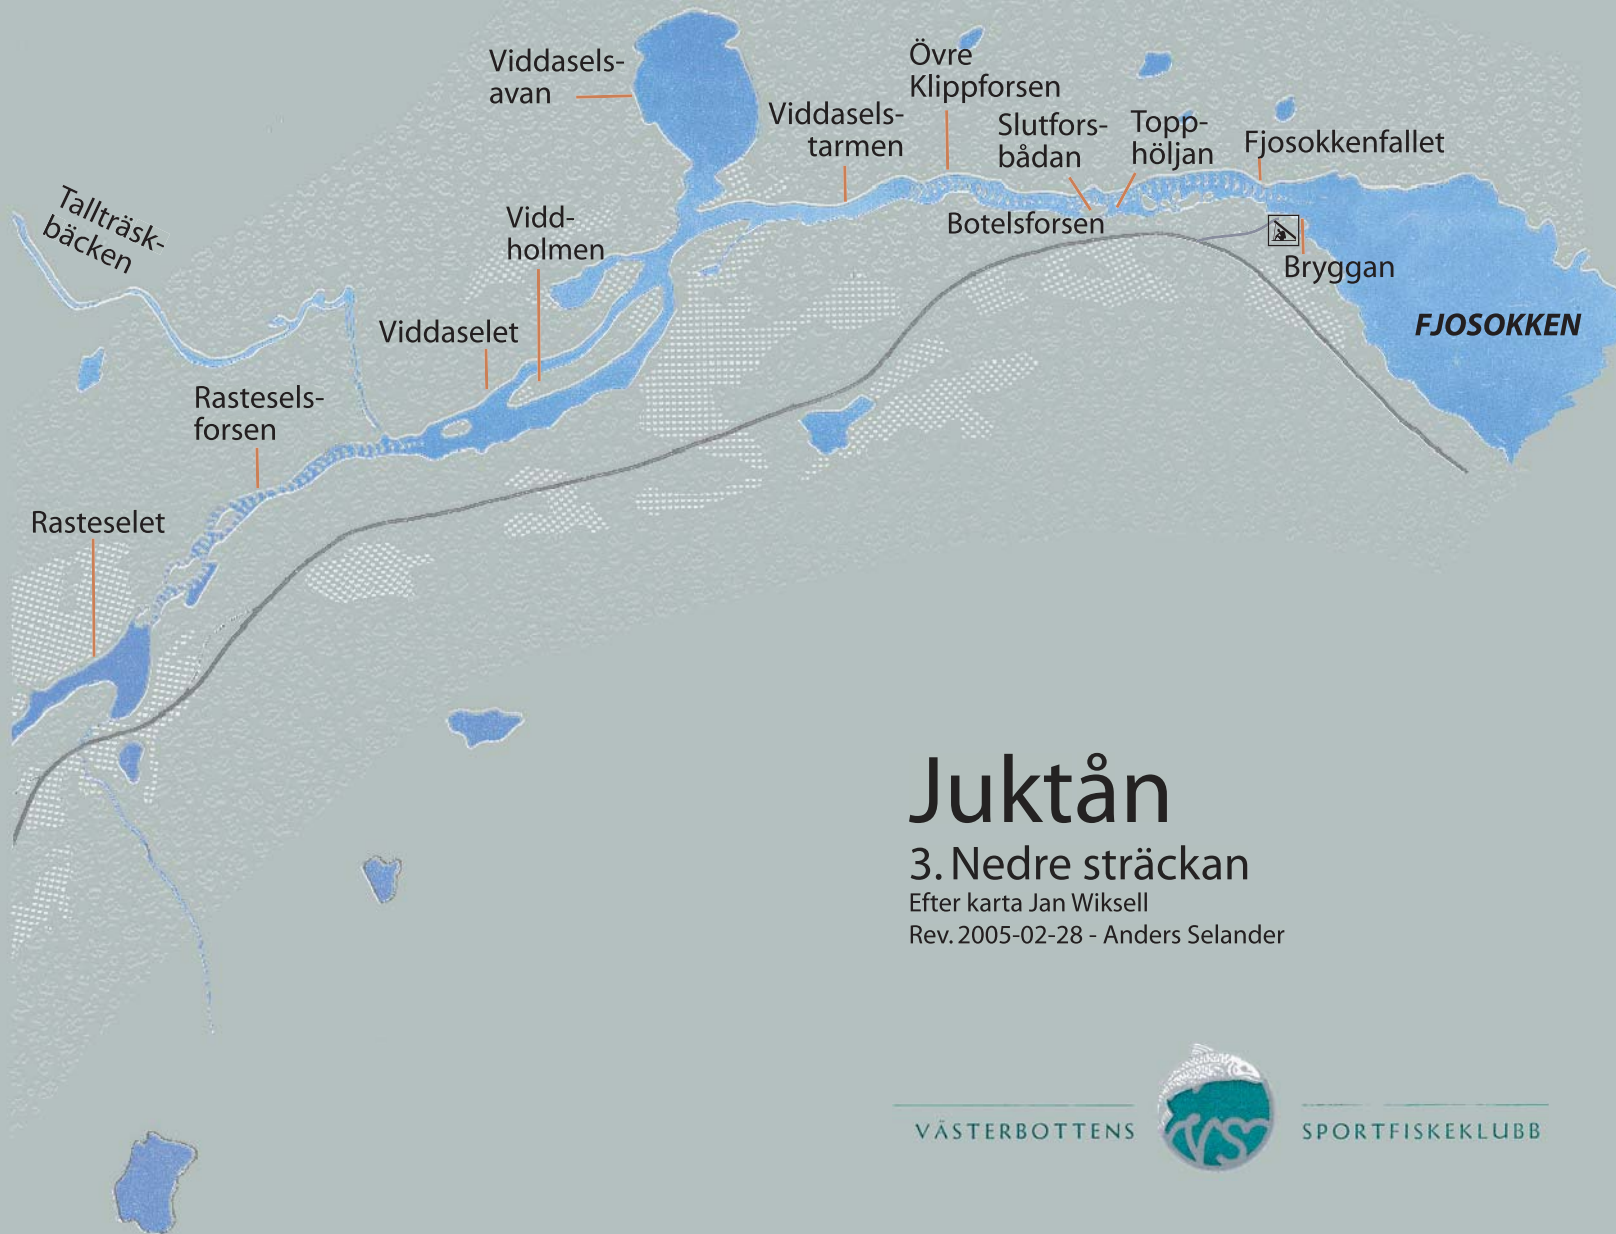 Viddasels-
avan
Övre
Klippforsen
Viddasels-
tarmen
Slutfors-
bådan
Topp-
höljan
Fjosokkenfallet
Tallträsk-
bäcken
Vidd-
holmen
Botelsforsen
Bryggan
Viddaselet
FJOSOKKEN
Rastesels-
forsen
Rasteselet
Juktån
3. Nedre sträckan
Efter karta Jan Wiksell
Rev. 2005-02-28 - Anders Selander
VÄSTERBOTTENS VSF SPORTFISKEKLUBB